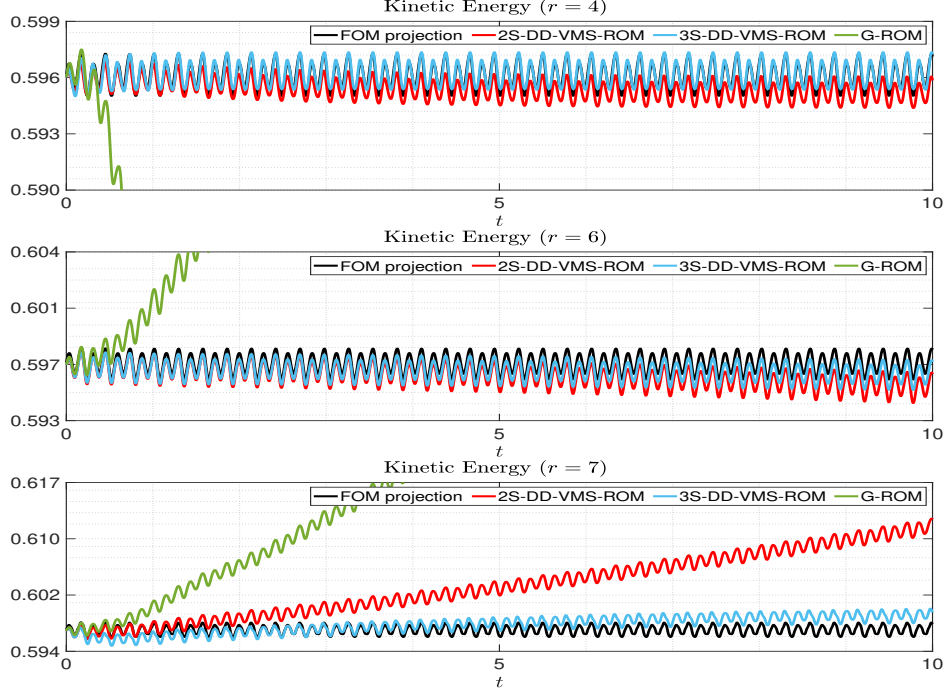 Kinetic Energy (r = 4)
0.599
FOM projection 2S-DD-VMS-ROM 3S-DD-VMS-ROM G-ROM
0.596
0.593
0.590
0 5 10
t
Kinetic Energy (r = 6)
0.604
FOM projection 2S-DD-VMS-ROM 3S-DD-VMS-ROM G-ROM
0.601
0.597
0.593
0 5 10
t
Kinetic Energy (r = 7)
0.617
FOM projection 2S-DD-VMS-ROM 3S-DD-VMS-ROM G-ROM
0.610
0.602
0.594
0 5 10
t